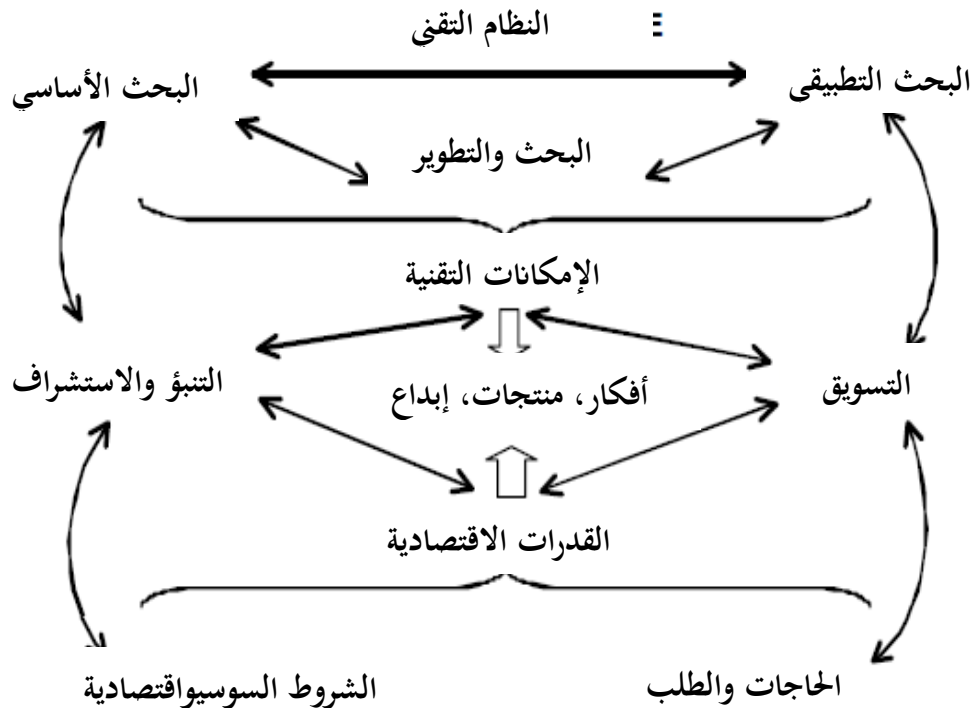 النظام التقني
البحث التطبيقي
البحث الأساسي
البحث والتطوير
الإمكانات التقنية
التسويق
أفكار، منتجات، إبداع
التنبؤ والاستشراف
القدرات الاقتصادية
الحاجات والطلب
الشروط السوسيواقتصادية